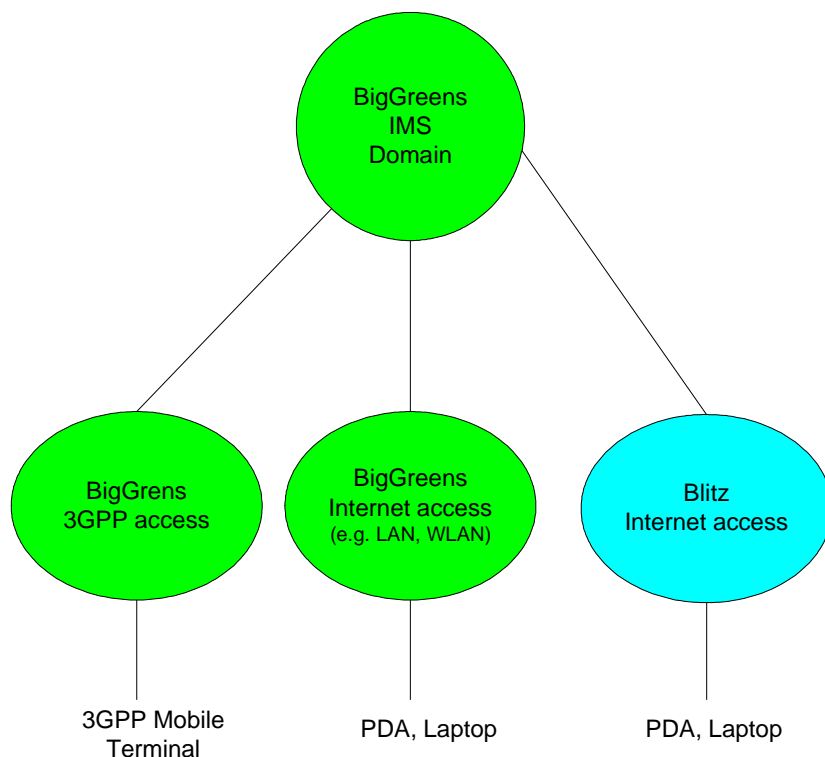 BigGreens
IMS
Domain
BigGrens
3GPP access
BigGreens
Internet access
(e.g. LAN, WLAN)
Blitz
Internet access
3GPP Mobile
Terminal
PDA, Laptop
PDA, Laptop